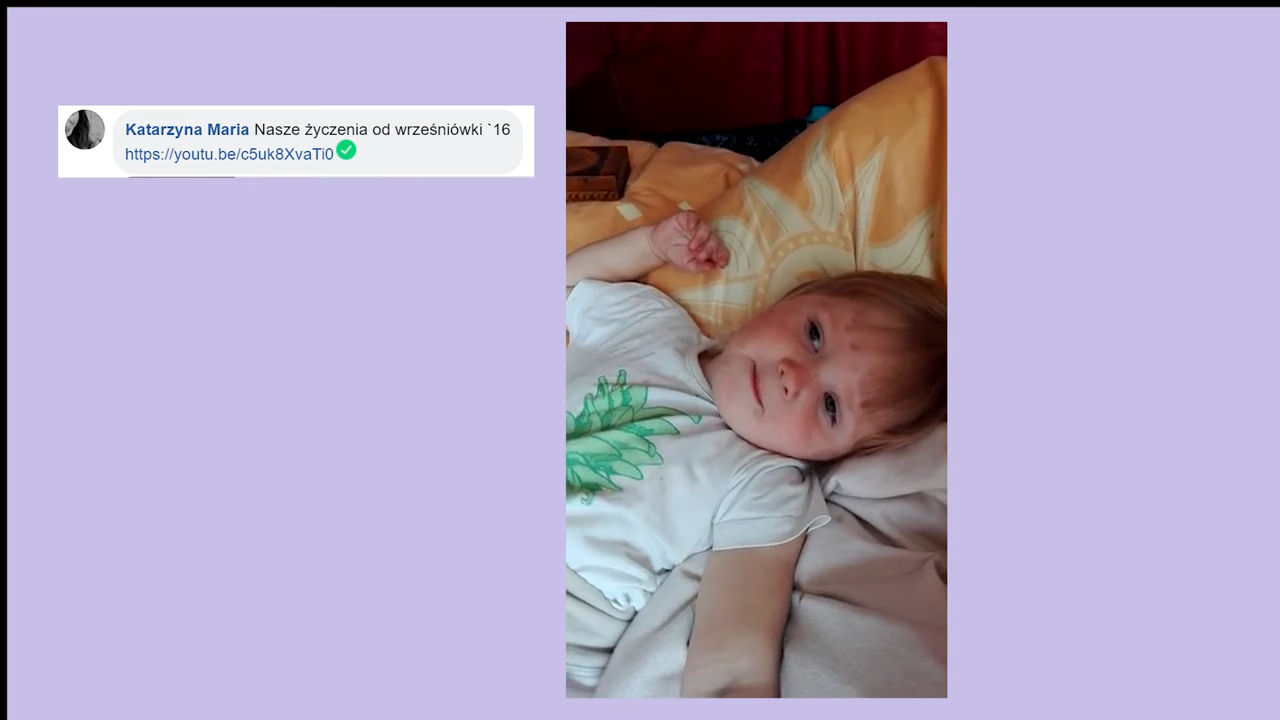 Katarzyna Maria Nasze życzenia od wrześniówki `16
https://youtu.be/c5uk8XvaTi0